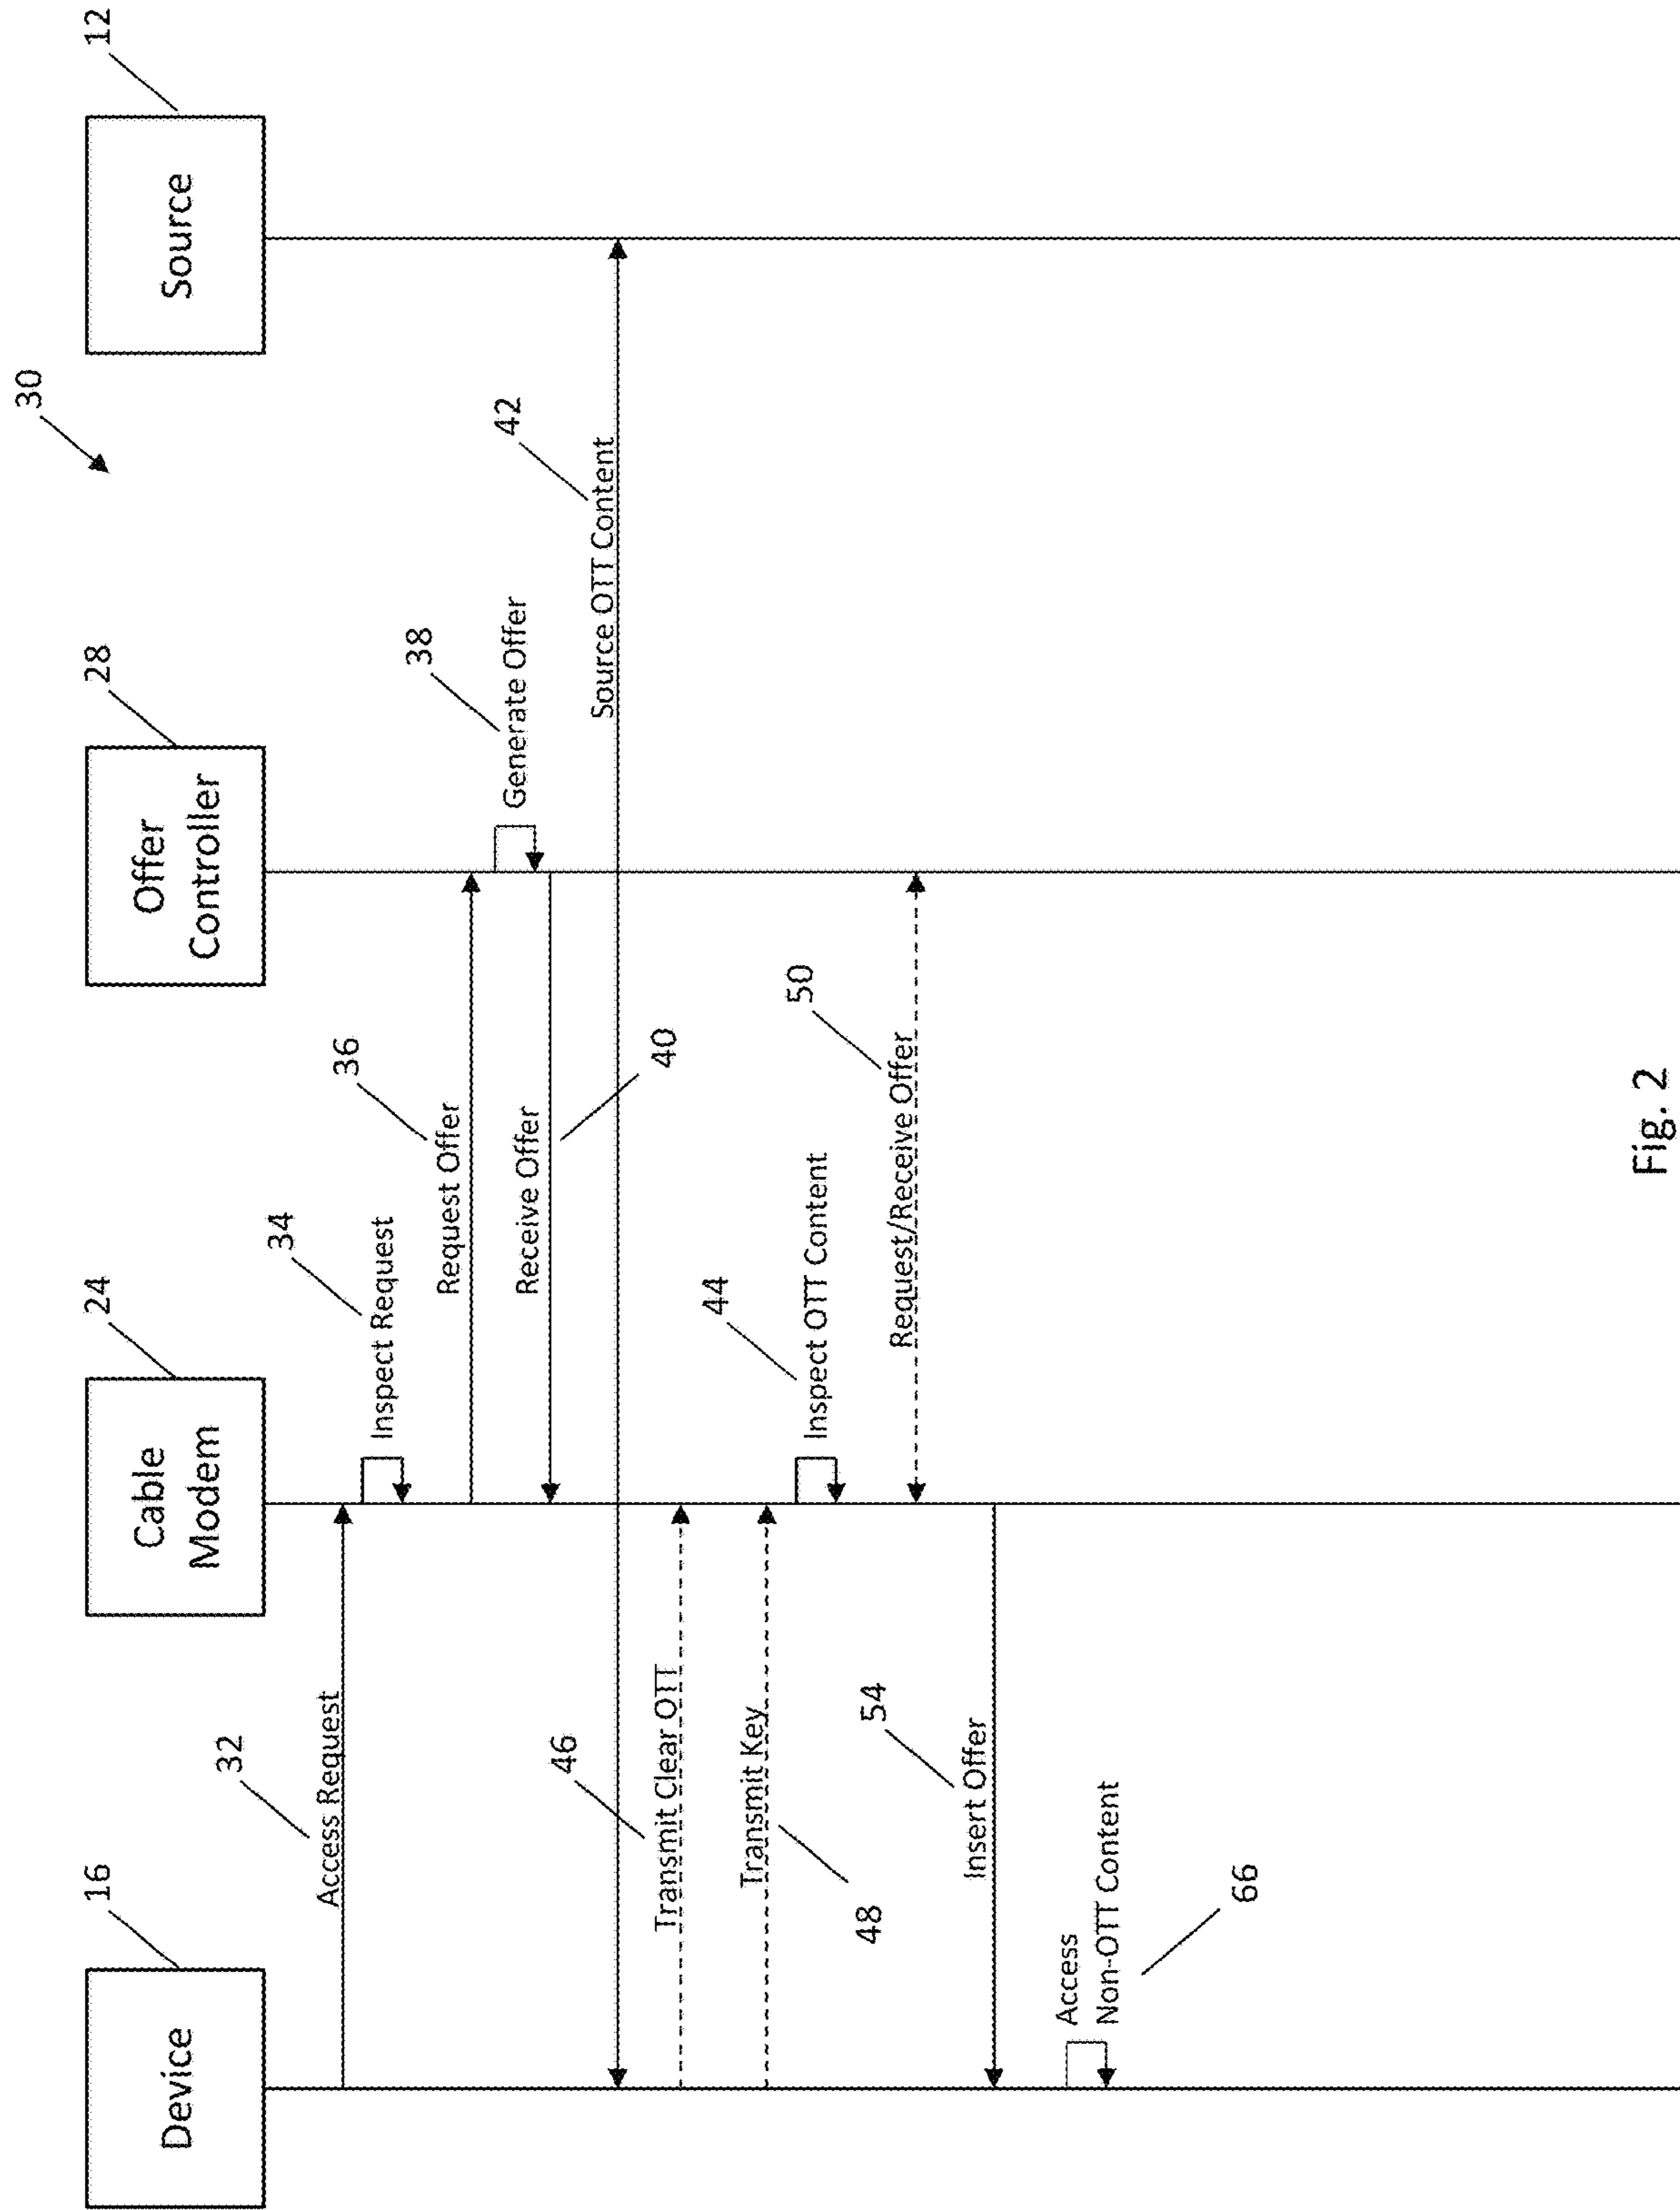 30
16
24
28
12
Device
Cable
Modem
Offer
Controller
Source
32
Access Request
34
Inspect Request
36
Request Offer
38
Generate Offer
Receive Offer
40
42
Source OTT Content
46
Transmit Clear OTT
Transmit Key
48
44
Inspect OTT Content
50
Request/Receive Offer
54
Insert Offer
Access
Non-OTT Content
66
Fig. 2